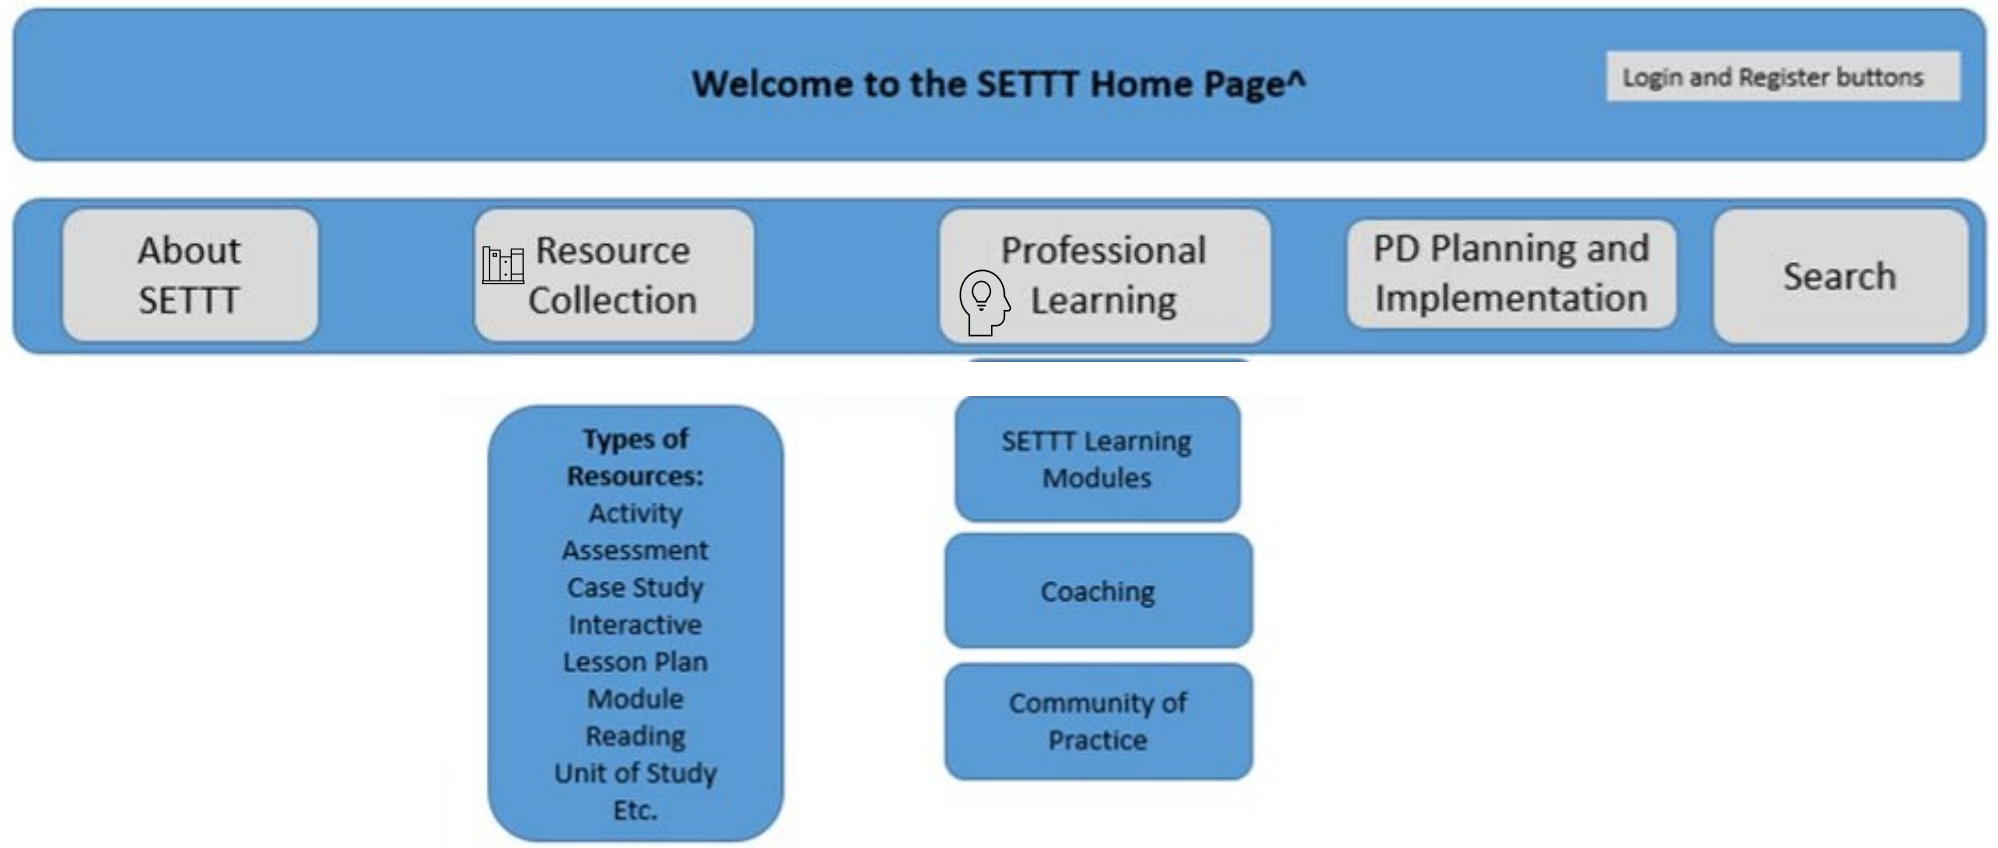 Welcome to the SETTT Home Page^
Login and Register buttons
About
SETTT
Resource
Collection
Professional
Learning
PD Planning and
Implementation
Search
Types of
Resources:
Activity
Assessment
Case Study
Interactive
Lesson Plan
Module
Reading
Unit of Study
Etc.
SETTT Learning
Modules
Coaching
Community of
Practice